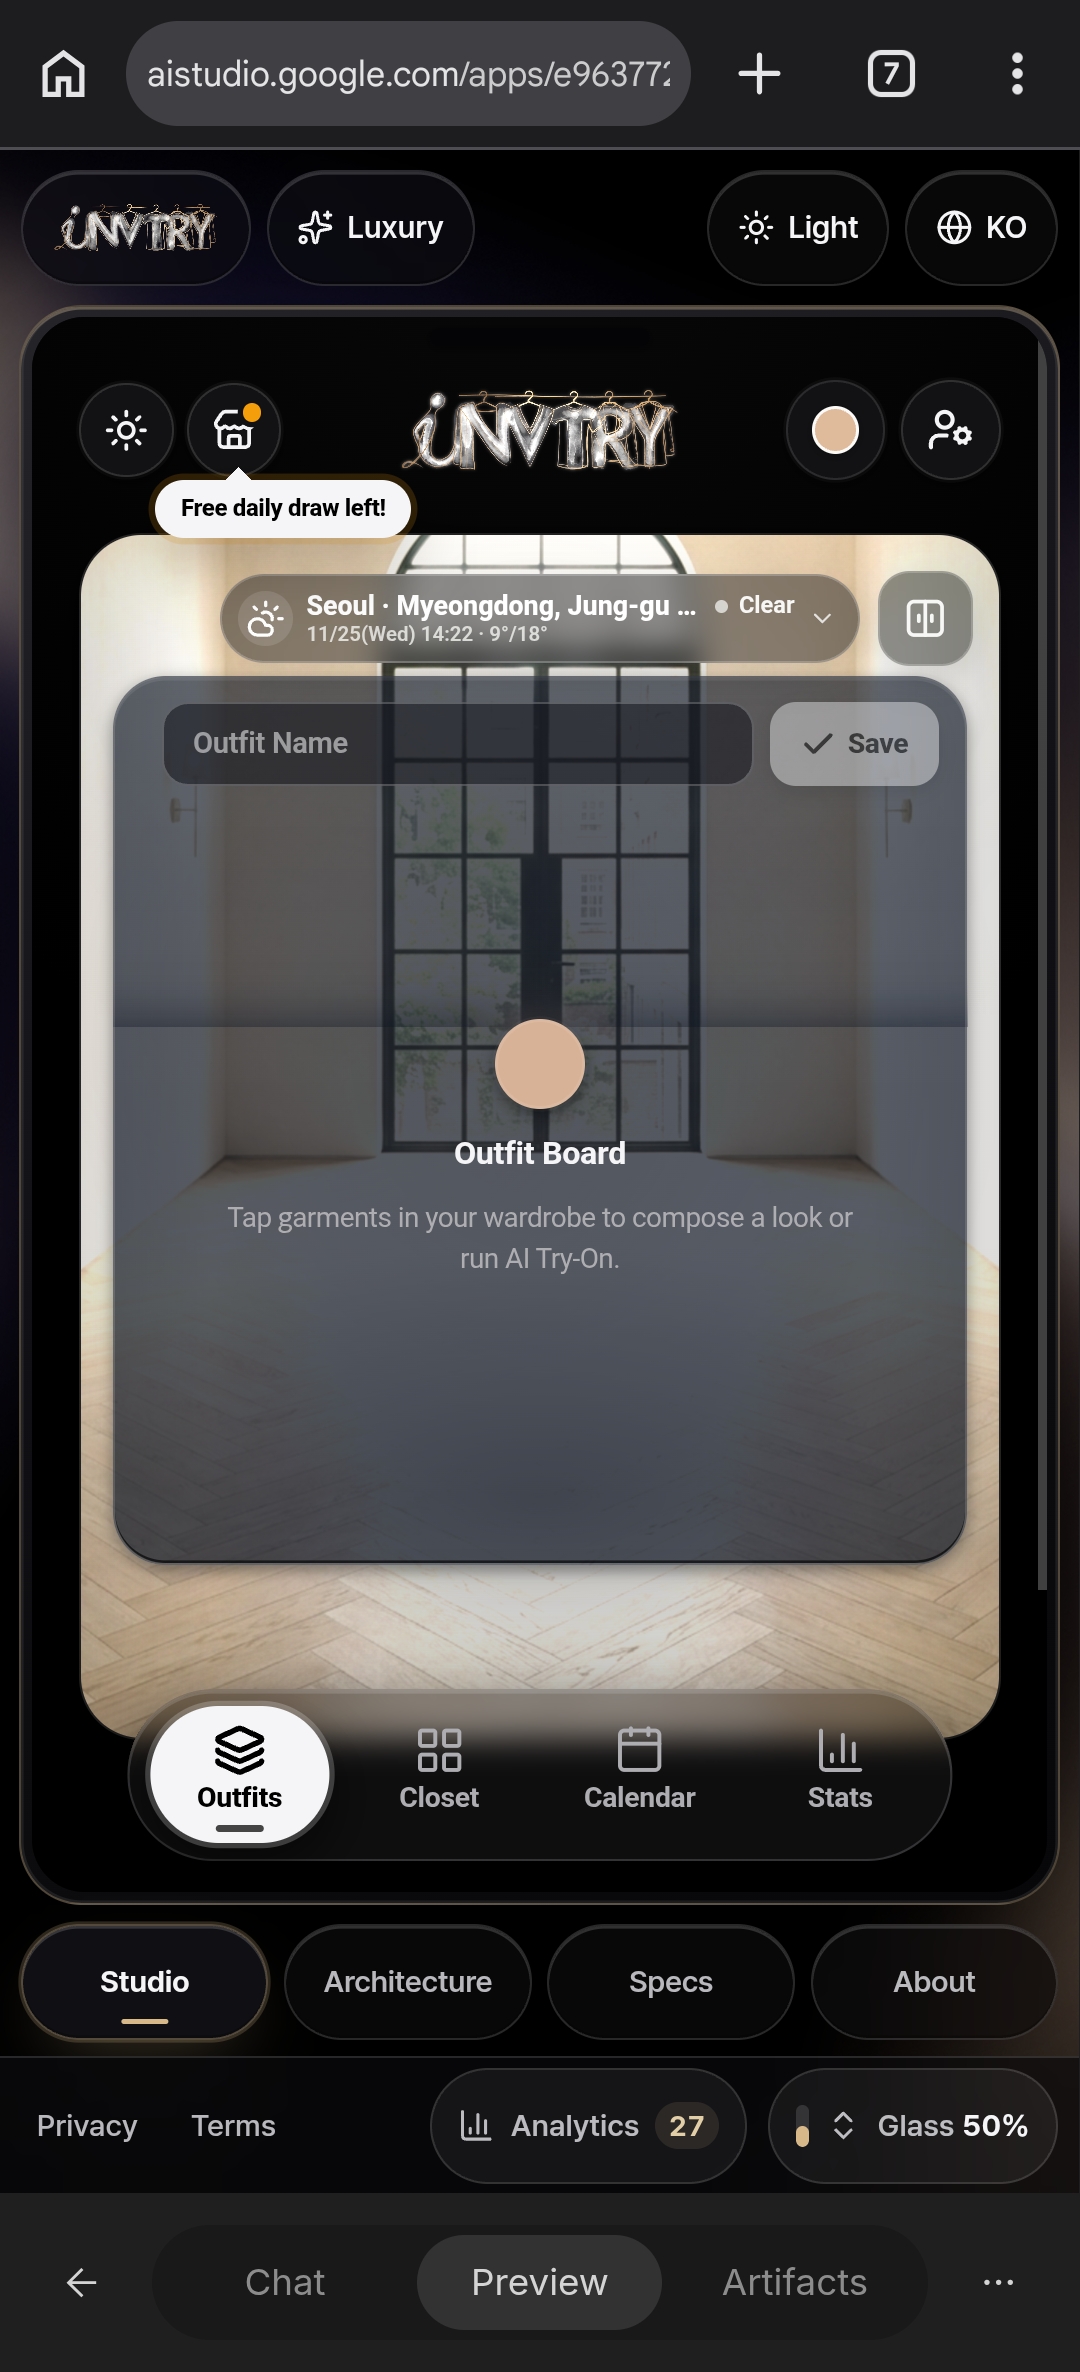 aistudio.google.com/apps/e963772
7
iNVTRY
Luxury
Light
KO
iNVTRY
Free daily draw left!
Seoul · Myeongdong, Jung-gu ...
Clear
11/25(Wed) 14:22 · 9°/18°
Outfit Name
Save
Outfit Board
Tap garments in your wardrobe to compose a look or
run AI Try-On.
Outfits
Closet
Calendar
Stats
Studio
Architecture
Specs
About
Privacy
Terms
Analytics
27
Glass 50%
Chat
Preview
Artifacts